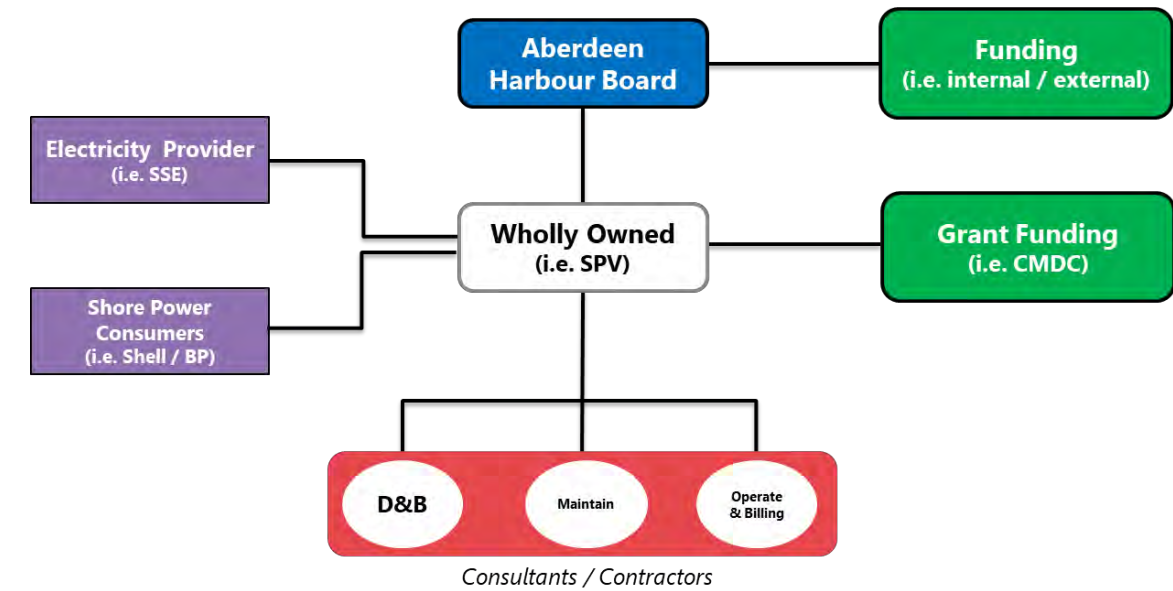 Aberdeen
Harbour Board
Funding
(i.e. internal / external)
Electricity Provider
(i.e. SSE)
Wholly Owned
(i.e. SPV)
Grant Funding
(i.e. CMDC)
Shore Power
Consumers
(i.e. Shell / BP)
D&B
Maintain
Operate
& Billing
Consultants / Contractors